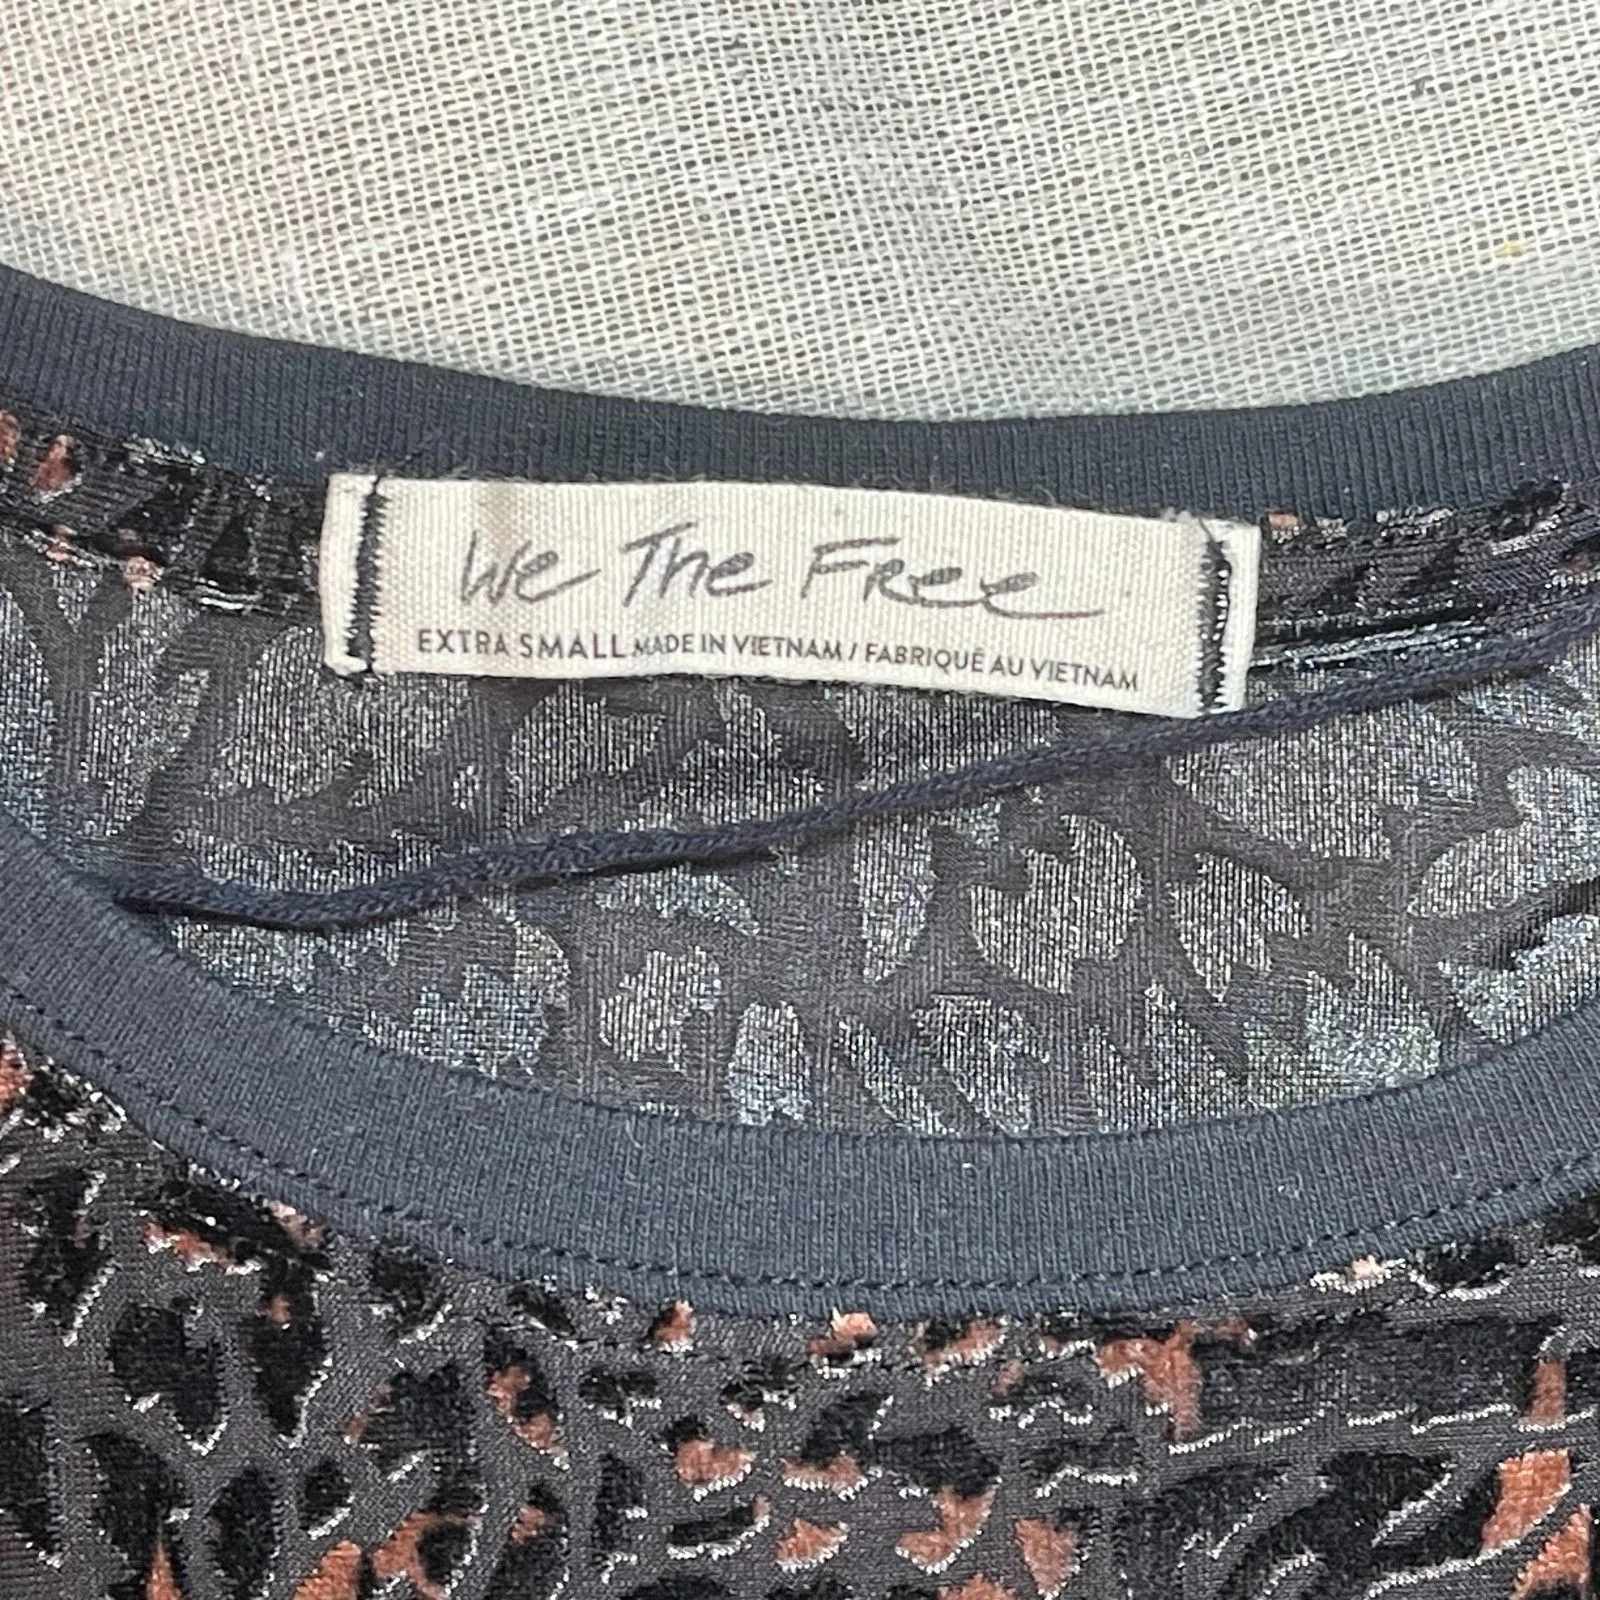 We The Free
EXTRA SMALL MADE IN VIETNAM / FABRIQUÉ AU VIETNAM